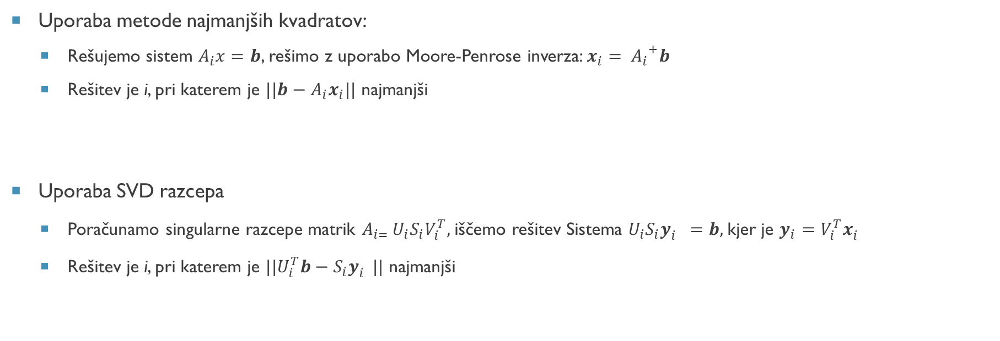 Uporaba metode najmanjših kvadratov:
Rešujemo sistem $A_i x = \boldsymbol{b}$, rešimo z uporabo Moore-Penrose inverza: $\boldsymbol{x}_i = A_i^+ \boldsymbol{b}$
Rešitev je i, pri katerem je $||\boldsymbol{b} - A_i \boldsymbol{x}_i||$ najmanjši
Uporaba SVD razcepa
Poračunamo singularne razcepe matrik $A_{i=} U_i S_i V_i^T$, iščemo rešitev Sistema $U_i S_i \boldsymbol{y}_i = \boldsymbol{b}$, kjer je $\boldsymbol{y}_i = V_i^T \boldsymbol{x}_i$
Rešitev je i, pri katerem je $||U_i^T \boldsymbol{b} - S_i \boldsymbol{y}_i||$ najmanjši